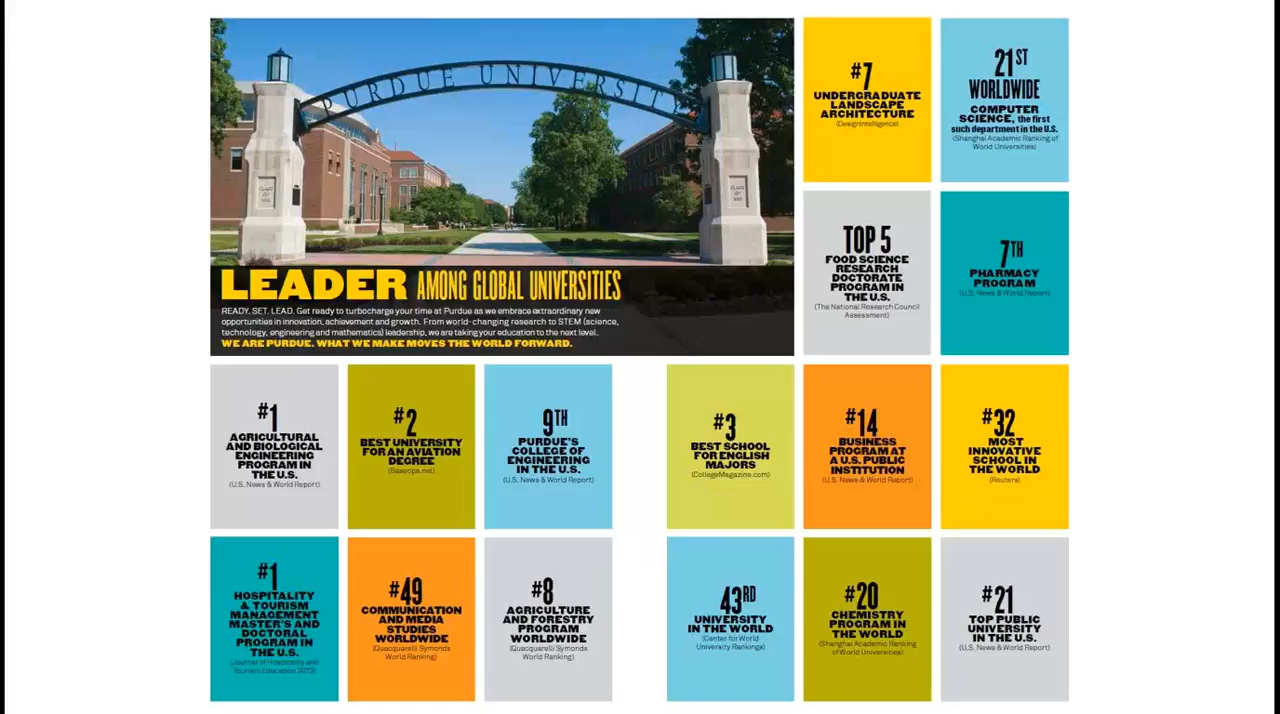 PURDUE UNIVERSITY
LEADER AMONG GLOBAL UNIVERSITIES
READY. SET. LEAD. Get ready to turbocharge your time at Purdue as we embrace extraordinary new
opportunities in innovation, achievement and growth. From world-changing research to STEM (science,
technology, engineering and mathematics) leadership, we are taking your education to the next level.
WE ARE PURDUE. WHAT WE MAKE MOVES THE WORLD FORWARD.
#7
UNDERGRADUATE
LANDSCAPE
ARCHITECTURE
(DesignIntelligence)
21ST
WORLDWIDE
COMPUTER
SCIENCE, the first
such department in the U.S.
(Shanghai Academic Ranking of
World Universities)
TOP 5
FOOD SCIENCE
RESEARCH
DOCTORATE
PROGRAM IN
THE U.S.
(The National Research Council
Assessment)
7TH
PHARMACY
PROGRAM
(U.S. News & World Report)
#1
AGRICULTURAL
AND BIOLOGICAL
ENGINEERING
PROGRAM IN
THE U.S.
(U.S. News & World Report)
#2
BEST UNIVERSITY
FOR AN AVIATION
DEGREE
(Baeocpa.net)
9TH
PURDUE'S
COLLEGE OF
ENGINEERING
IN THE U.S.
(U.S. News & World Report)
#3
BEST SCHOOL
FOR ENGLISH
MAJORS
(CollegeMagazine.com)
#14
BUSINESS
PROGRAM AT
A U.S. PUBLIC
INSTITUTION
(U.S. News & World Report)
#32
MOST
INNOVATIVE
SCHOOL IN
THE WORLD
(Reuters)
#1
HOSPITALITY
& TOURISM
MANAGEMENT
MASTER'S AND
DOCTORAL
PROGRAM IN
THE U.S.
(Journal of Hospitality and
Tourism Education 2013)
#49
COMMUNICATION
AND MEDIA
STUDIES
WORLDWIDE
(Quacquarelli Symonds
World Ranking)
#8
AGRICULTURE
AND FORESTRY
PROGRAM
WORLDWIDE
(Quacquarelli Symonds
World Ranking)
43RD
UNIVERSITY
IN THE WORLD
(Center for World
University Rankings)
#20
CHEMISTRY
PROGRAM IN
THE WORLD
(Shanghai Academic Ranking
of World Universities)
#21
TOP PUBLIC
UNIVERSITY
IN THE U.S.
(U.S. News & World Report)